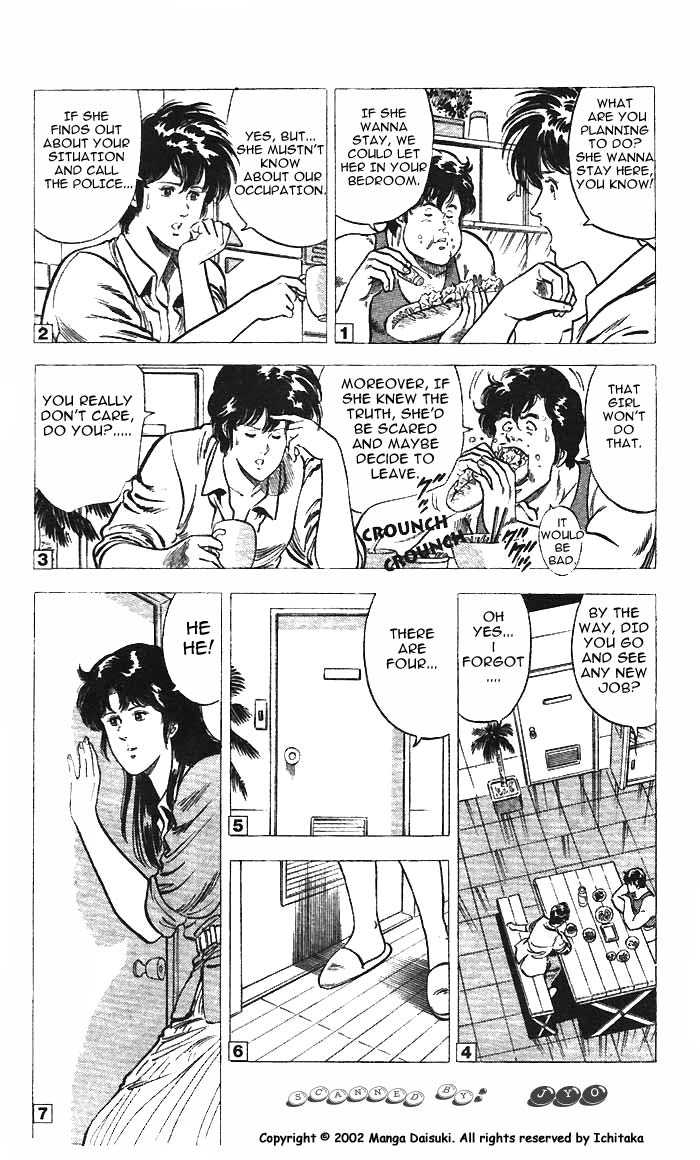 WHAT
ARE YOU
PLANNING
TO DO?
SHE WANNA
STAY HERE,
YOU KNOW!
IF SHE
WANNA
STAY, WE
COULD LET
HER IN YOUR
BEDROOM.
1
YES, BUT...
SHE MUSTN'T
KNOW
ABOUT OUR
OCCUPATION.
IF SHE
FINDS OUT
ABOUT YOUR
SITUATION
AND CALL
THE POLICE...
2
THAT
GIRL
WON'T
DO THAT.
IT
WOULD
BE
BAD.
MOREOVER, IF
SHE KNEW THE
TRUTH, SHE'D
BE SCARED
AND MAYBE
DECIDE TO
LEAVE.
CROUNCH
CROUNCH
YOU REALLY
DON'T CARE,
DO YOU?.....
3
BY THE
WAY, DID
YOU GO
AND SEE
ANY NEW
JOB?
OH
YES...
I
FORGOT
....
4
THERE
ARE
FOUR...
5
6
HE
HE!
7
SCANNED BY: JYO
Copyright © 2002 Manga Daisuki. All rights reserved by Ichitaka